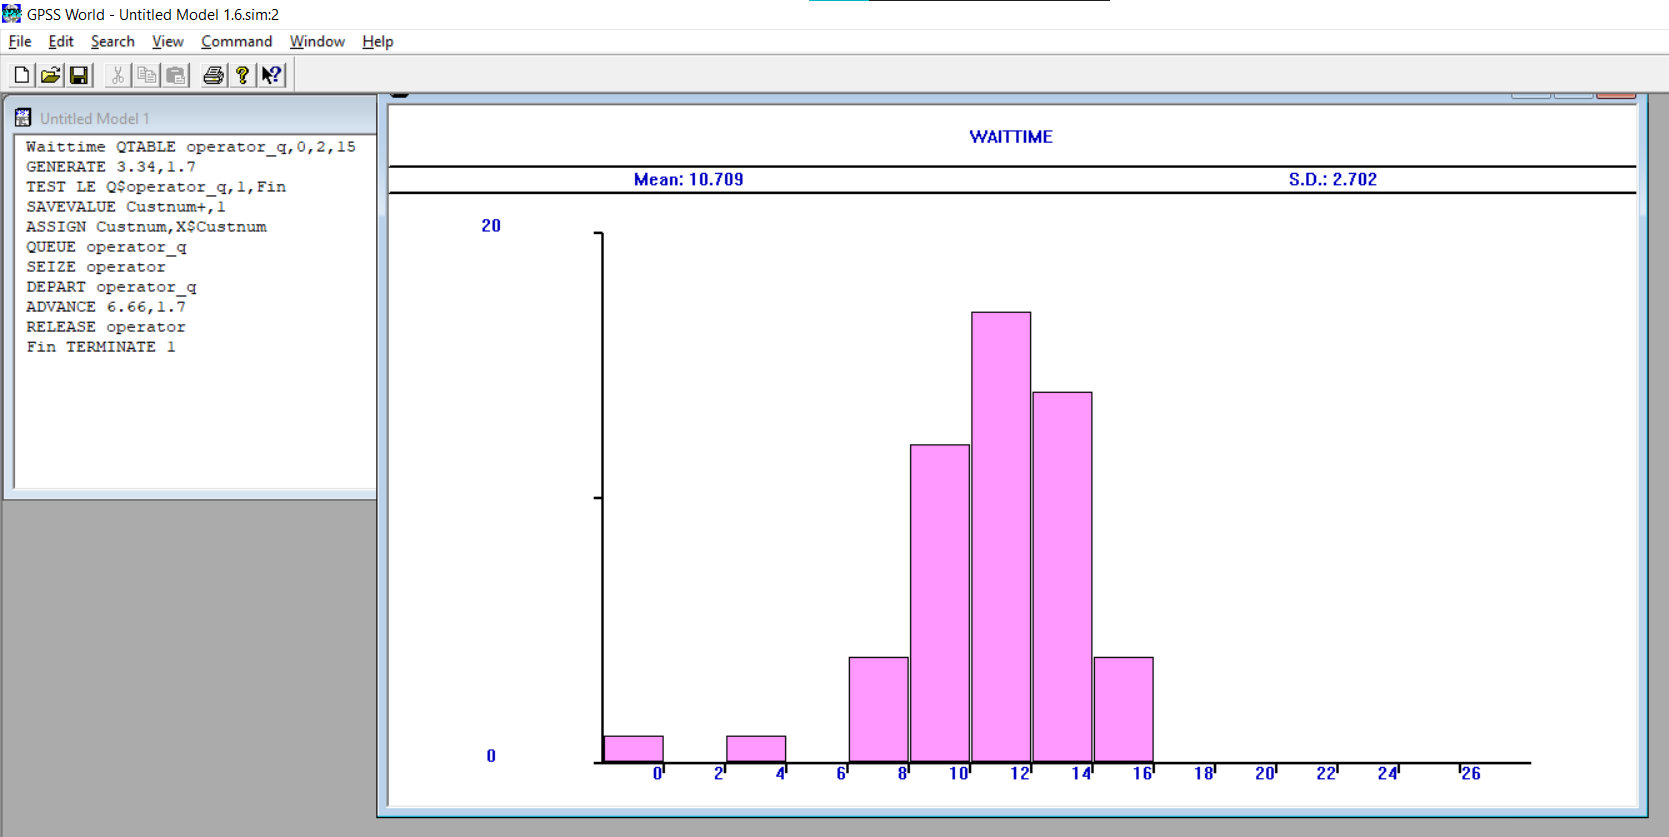 GPSS World - Untitled Model 1.6.sim:2
File Edit Search View Command Window Help
Untitled Model 1
Waittime QTABLE operator_q,0,2,15
GENERATE 3.34,1.7
TEST LE Q$operator_q,1,Fin
SAVEVALUE Custnum+,1
ASSIGN Custnum,X$Custnum
QUEUE operator_q
SEIZE operator
DEPART operator_q
ADVANCE 6.66,1.7
RELEASE operator
Fin TERMINATE 1
WAITTIME
Mean: 10.709 S.D.: 2.702
20
0
0 2 4 6 8 10 12 14 16 18 20 22 24 26